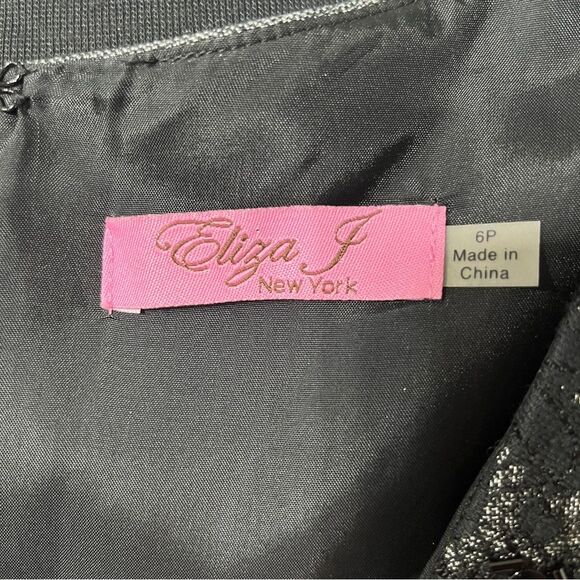 Eliza J
New York
6P
Made in
China